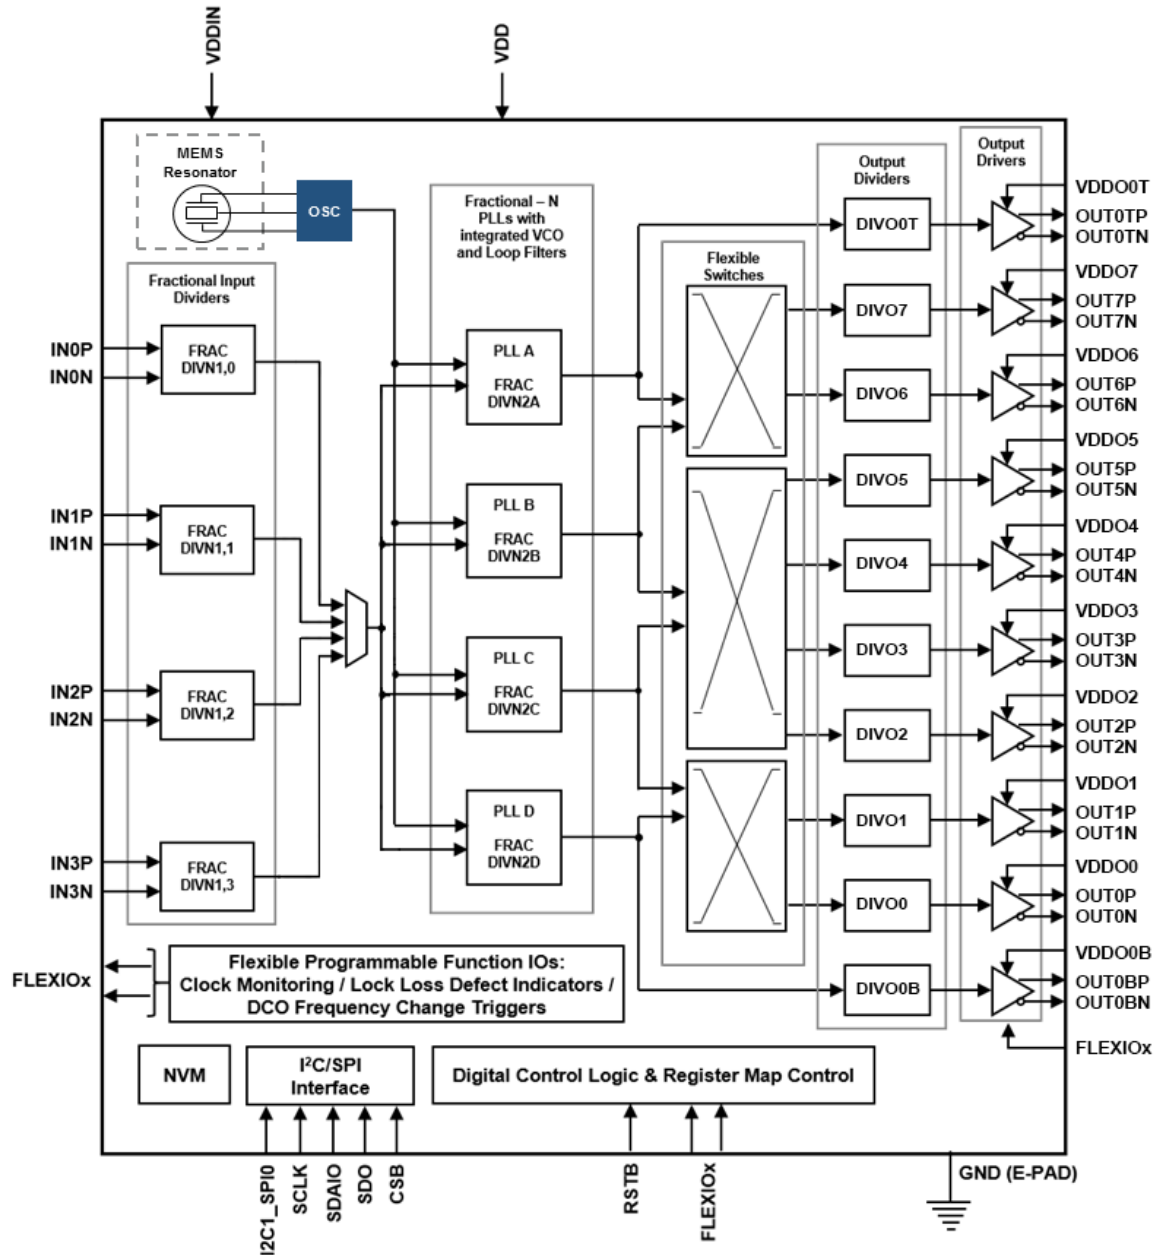 VDDIN
VDD
MEMS
Resonator
OSC
Fractional Input
Dividers
IN0P
IN0N
FRAC
DIVN1,0
IN1P
IN1N
FRAC
DIVN1,1
IN2P
IN2N
FRAC
DIVN1,2
IN3P
IN3N
FRAC
DIVN1,3
Fractional – N
PLLs with
integrated VCO
and Loop Filters
PLL A
FRAC
DIVN2A
PLL B
FRAC
DIVN2B
PLL C
FRAC
DIVN2C
PLL D
FRAC
DIVN2D
Flexible
Switches
Output
Dividers
DIVO0T
DIVO7
DIVO6
DIVO5
DIVO4
DIVO3
DIVO2
DIVO1
DIVO0
DIVO0B
Output
Drivers
VDDO0T
OUT0TP
OUT0TN
VDDO7
OUT7P
OUT7N
VDDO6
OUT6P
OUT6N
VDDO5
OUT5P
OUT5N
VDDO4
OUT4P
OUT4N
VDDO3
OUT3P
OUT3N
VDDO2
OUT2P
OUT2N
VDDO1
OUT1P
OUT1N
VDDO0
OUT0P
OUT0N
VDDO0B
OUT0BP
OUT0BN
FLEXIOx
FLEXIOx
Flexible Programmable Function IOs:
Clock Monitoring / Lock Loss Defect Indicators /
DCO Frequency Change Triggers
NVM
I²C/SPI
Interface
Digital Control Logic & Register Map Control
I2C1_SPI0
SCLK
SDAIO
SDO
CSB
RSTB
FLEXIOx
GND (E-PAD)